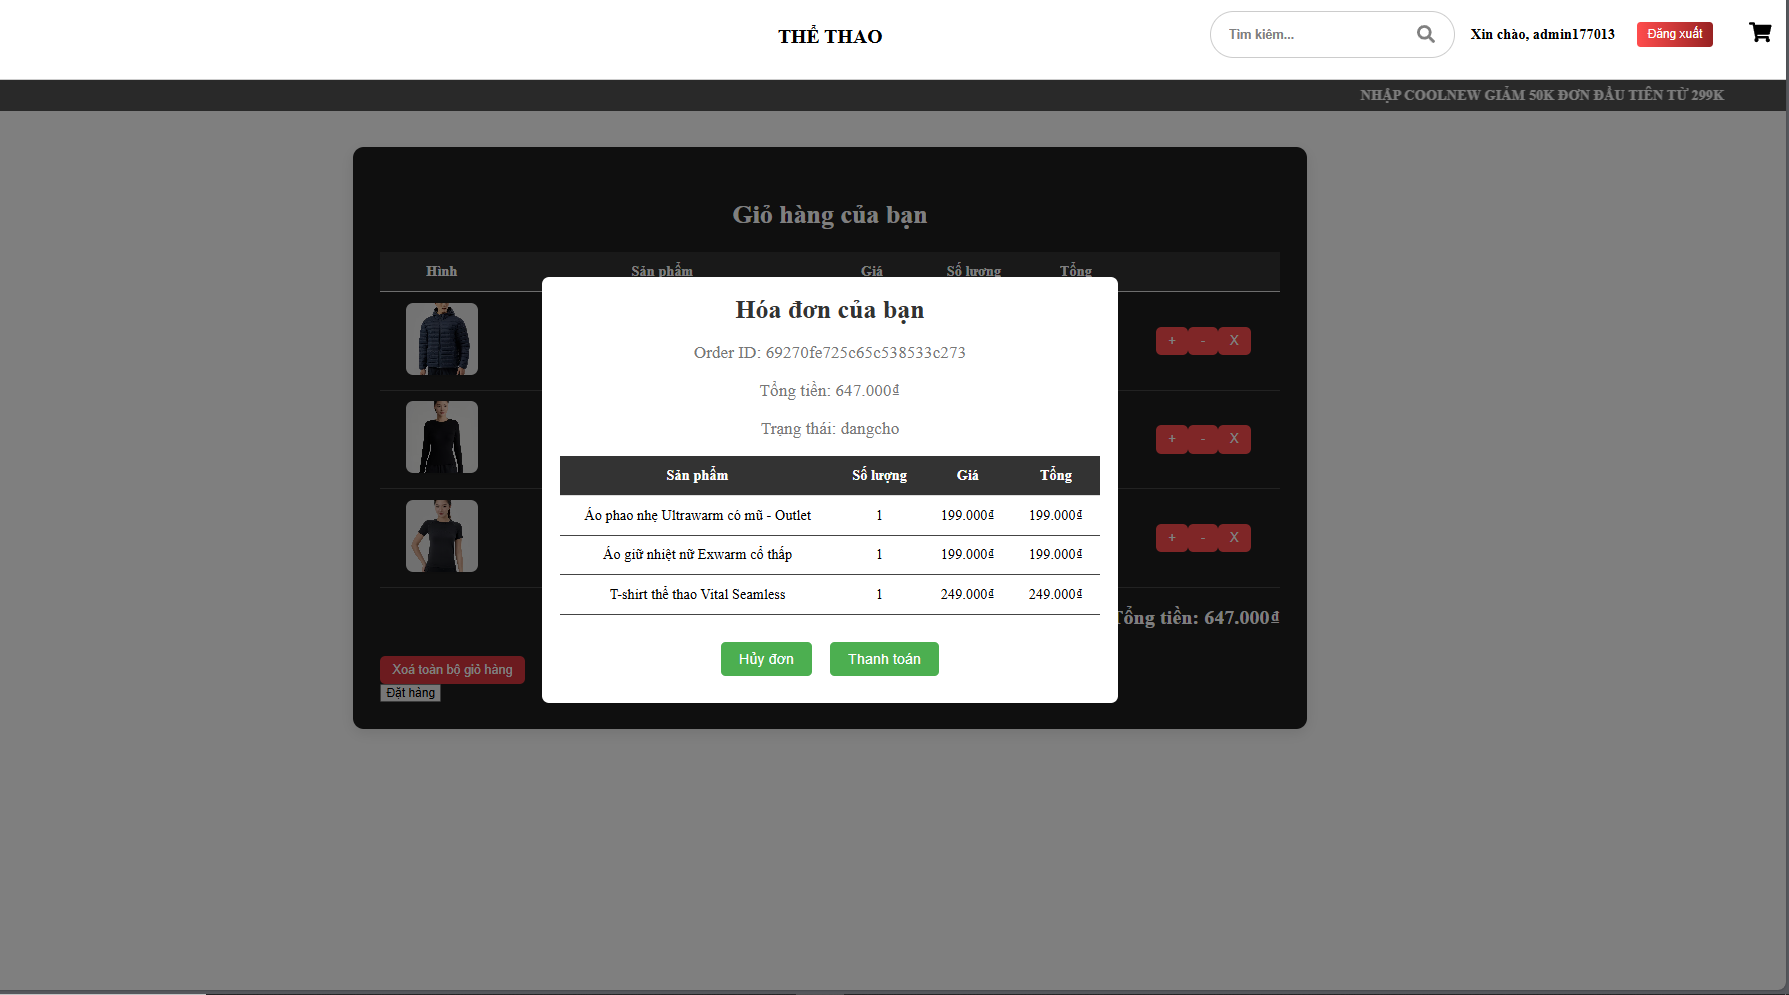 THỂ THAO
Tìm kiếm...
Xin chào, admin177013
Đăng xuất
NHẬP COOLNEW GIẢM 50K ĐƠN ĐẦU TIÊN TỪ 299K
Giỏ hàng của bạn
Hình Sản phẩm Giá Số lượng Tổng
+ - X
+ - X
+ - X
Tổng tiền: 647.000₫
Xoá toàn bộ giỏ hàng
Đặt hàng
Hóa đơn của bạn
Order ID: 69270fe725c65c538533c273
Tổng tiền: 647.000₫
Trạng thái: dangcho
Sản phẩm Số lượng Giá Tổng
Áo phao nhẹ Ultrawarm có mũ - Outlet 1 199.000₫ 199.000₫
Áo giữ nhiệt nữ Exwarm cổ thấp 1 199.000₫ 199.000₫
T-shirt thể thao Vital Seamless 1 249.000₫ 249.000₫
Hủy đơn Thanh toán